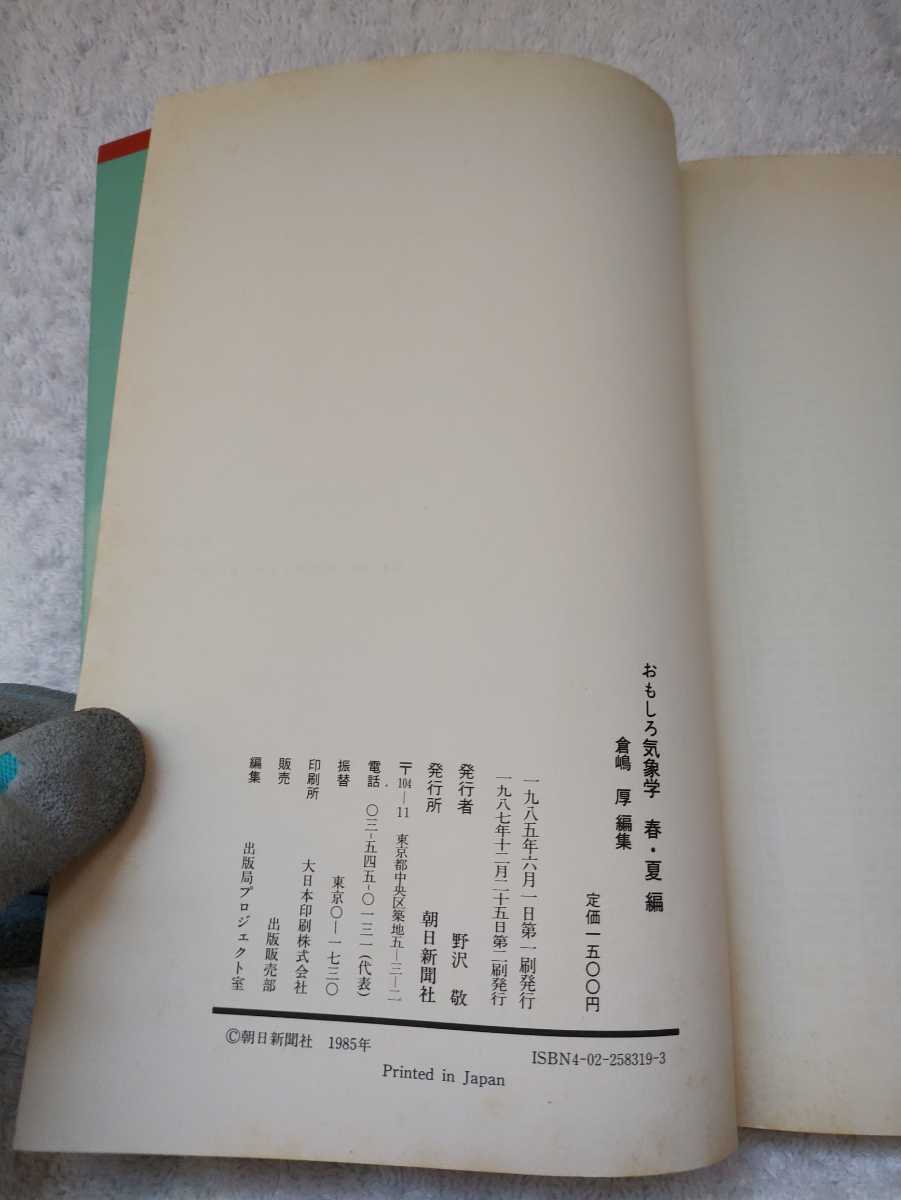 おもしろ気象学 春・夏 編
倉嶋 厚 編集
定価一五〇〇円
一九八五年六月一日第一刷発行
一九八七年十二月二十五日第二刷発行
発行者 野沢 敬
発行所 朝日新聞社
〒104―11 東京都中央区築地五―三―二
電話 〇三-五四五-〇一三一(代表)
振替 東京〇―一七三〇
印刷所 大日本印刷株式会社
販売 出版販売部
編集 出版局プロジェクト室
©朝日新聞社 1985年
ISBN4-02-258319-3
Printed in Japan